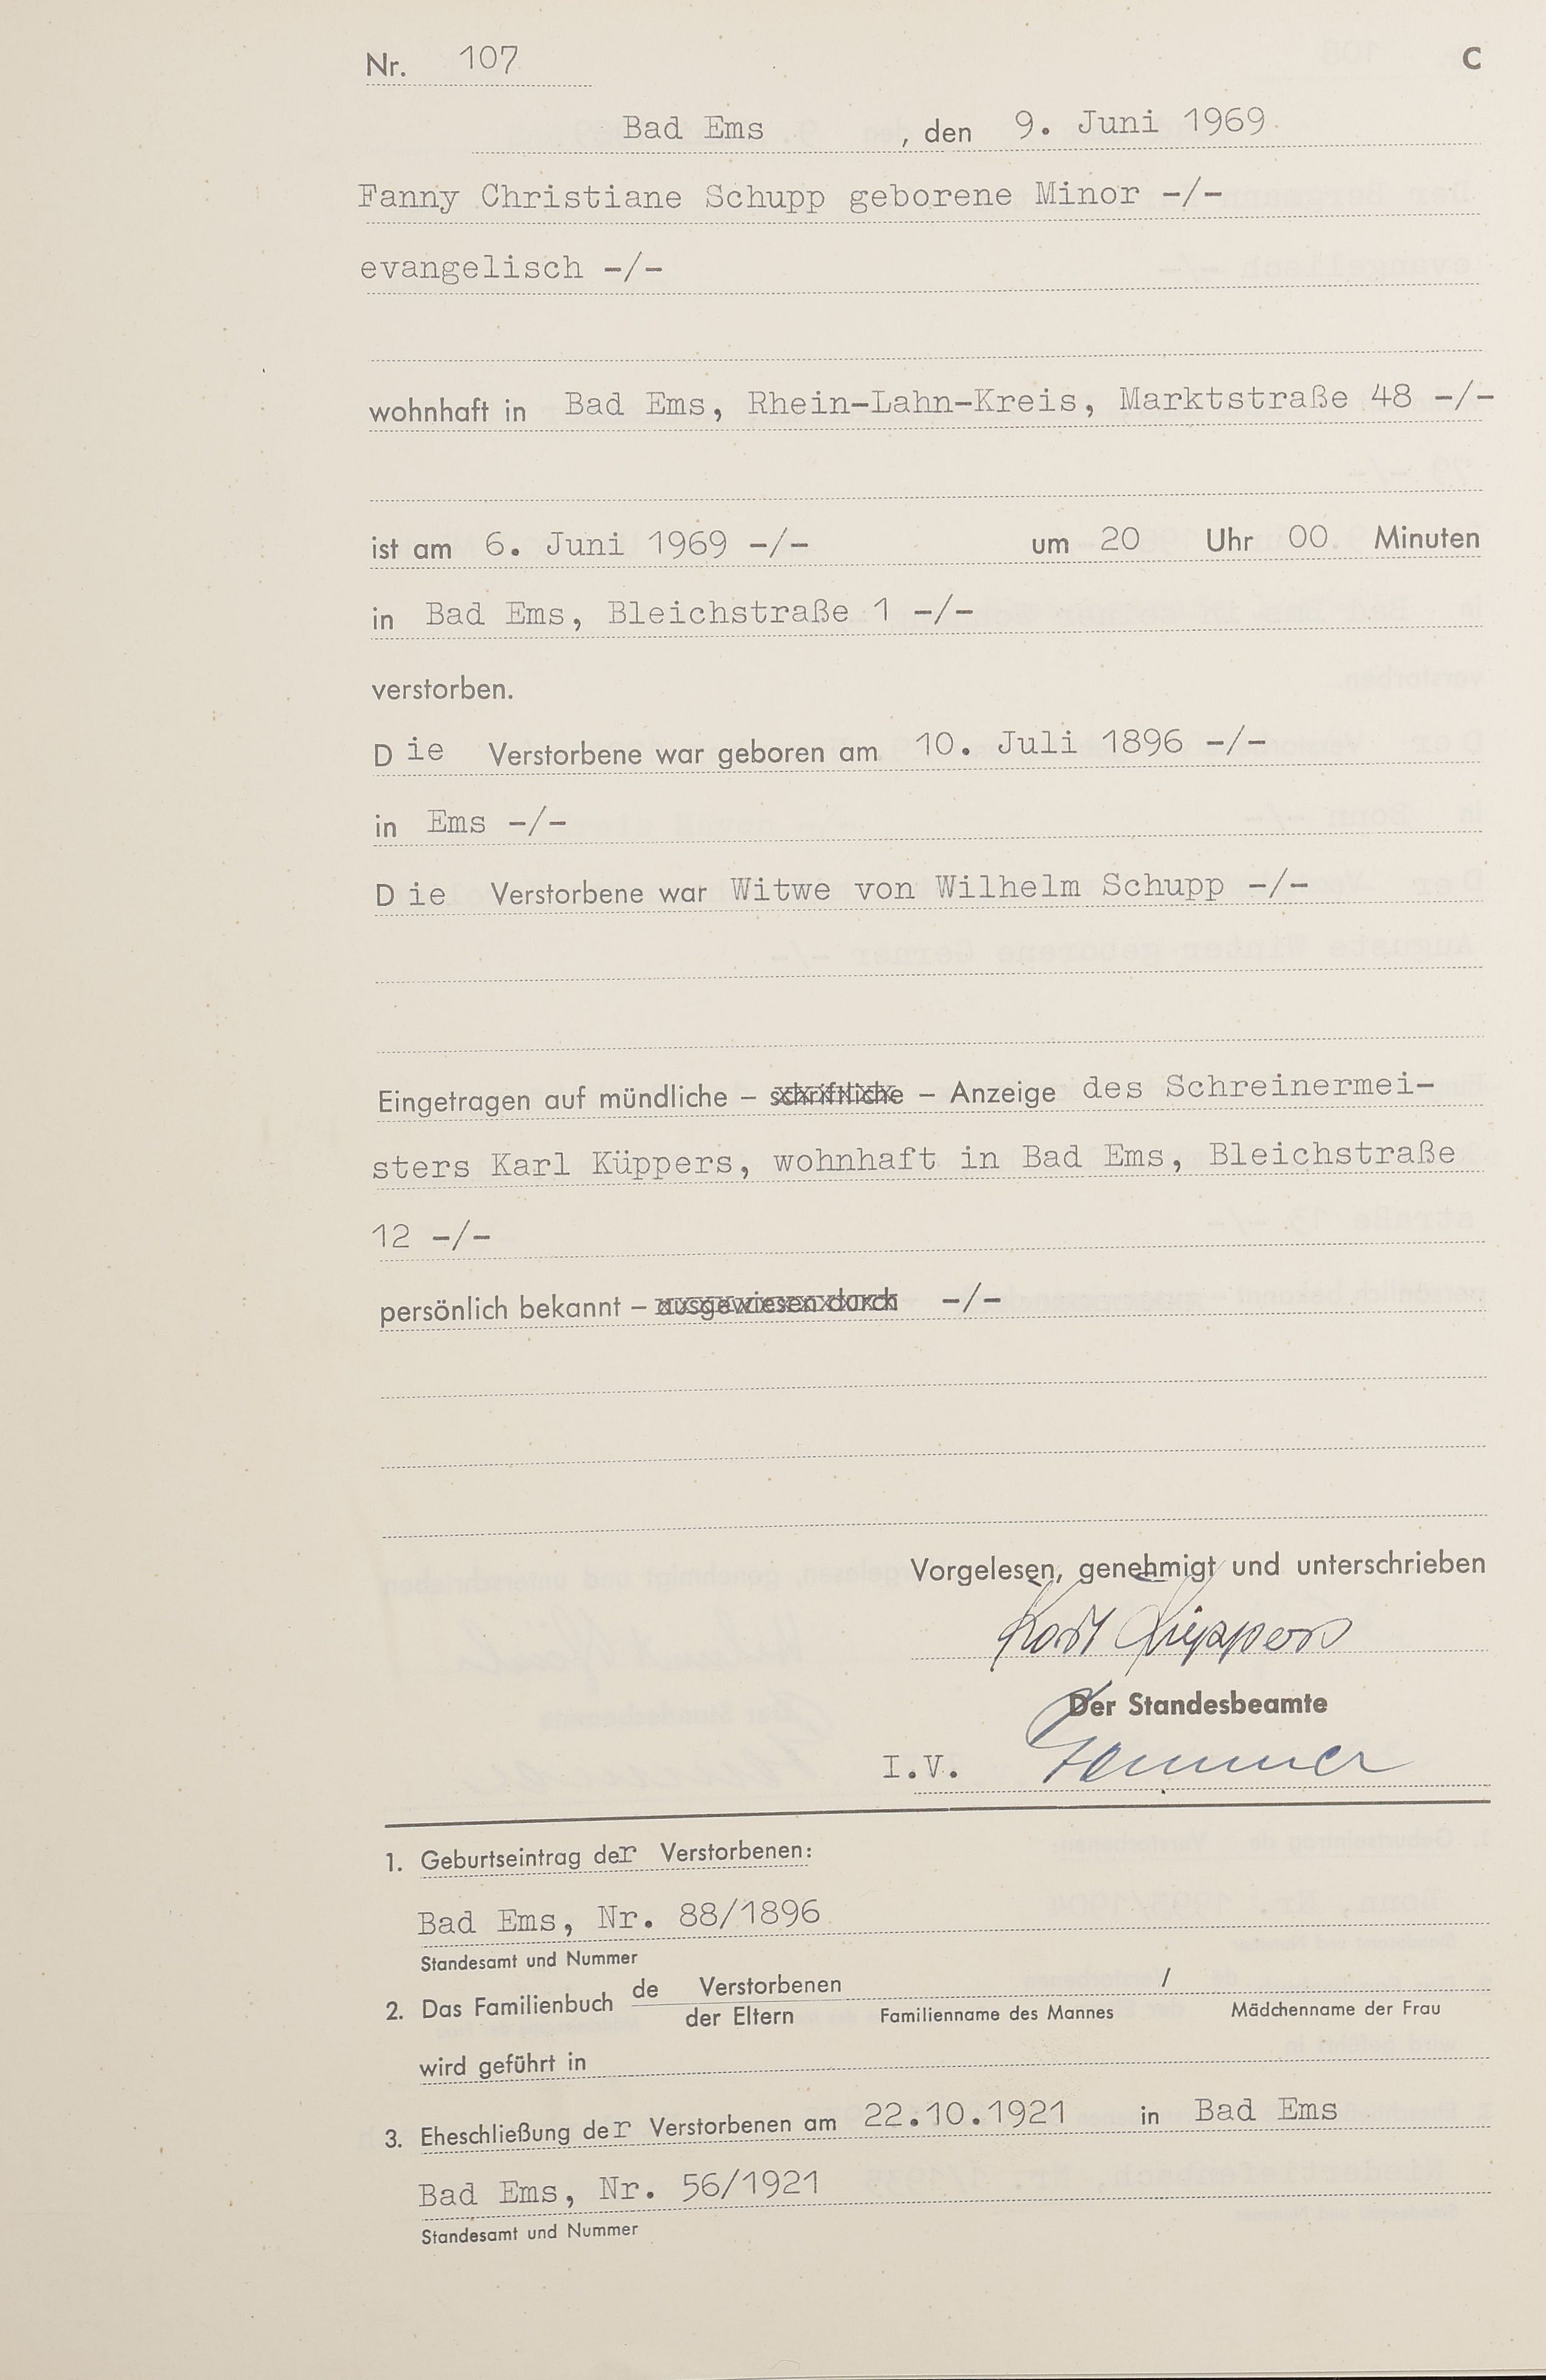 Nr. 107 C
Bad Ems , den 9. Juni 1969
Fanny Christiane Schupp geborene Minor -/-
evangelisch -/-
wohnhaft in Bad Ems, Rhein-Lahn-Kreis, Marktstraße 48 -/-
ist am 6. Juni 1969 -/- um 20 Uhr 00 Minuten
in Bad Ems, Bleichstraße 1 -/-
verstorben.
Die Verstorbene war geboren am 10. Juli 1896 -/-
in Ems -/-
Die Verstorbene war Witwe von Wilhelm Schupp -/-
Eingetragen auf mündliche – schriftliche – Anzeige des Schreinermei-
sters Karl Küppers, wohnhaft in Bad Ems, Bleichstraße
12 -/-
persönlich bekannt – ausgewiesen durch -/-
Vorgelesen, genehmigt und unterschrieben
Karl Küppers
Der Standesbeamte
I.V.
1. Geburtseintrag der Verstorbenen:
Bad Ems, Nr. 88/1896
Standesamt und Nummer
2. Das Familienbuch de Verstorbenen /
der Eltern Familienname des Mannes Mädchenname der Frau
wird geführt in
3. Eheschließung der Verstorbenen am 22.10.1921 in Bad Ems
Bad Ems, Nr. 56/1921
Standesamt und Nummer